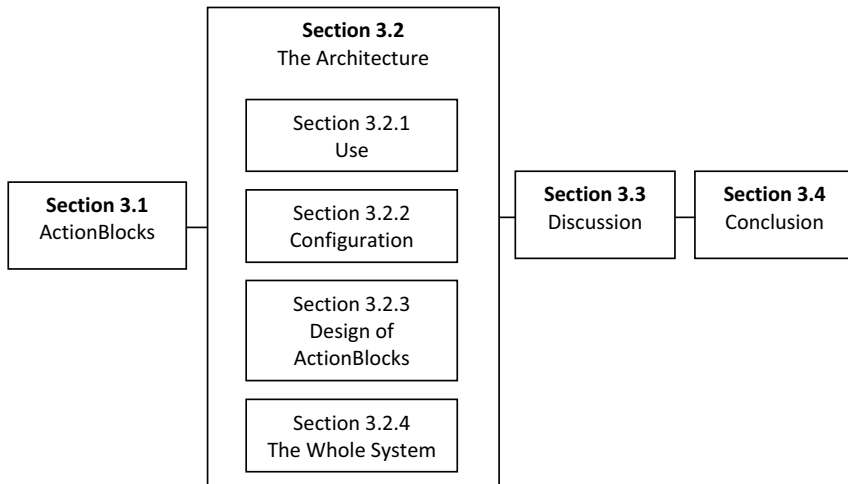 Section 3.2
The Architecture
Section 3.2.1
Use
Section 3.1
ActionBlocks
Section 3.2.2
Configuration
Section 3.3
Discussion
Section 3.4
Conclusion
Section 3.2.3
Design of
ActionBlocks
Section 3.2.4
The Whole System